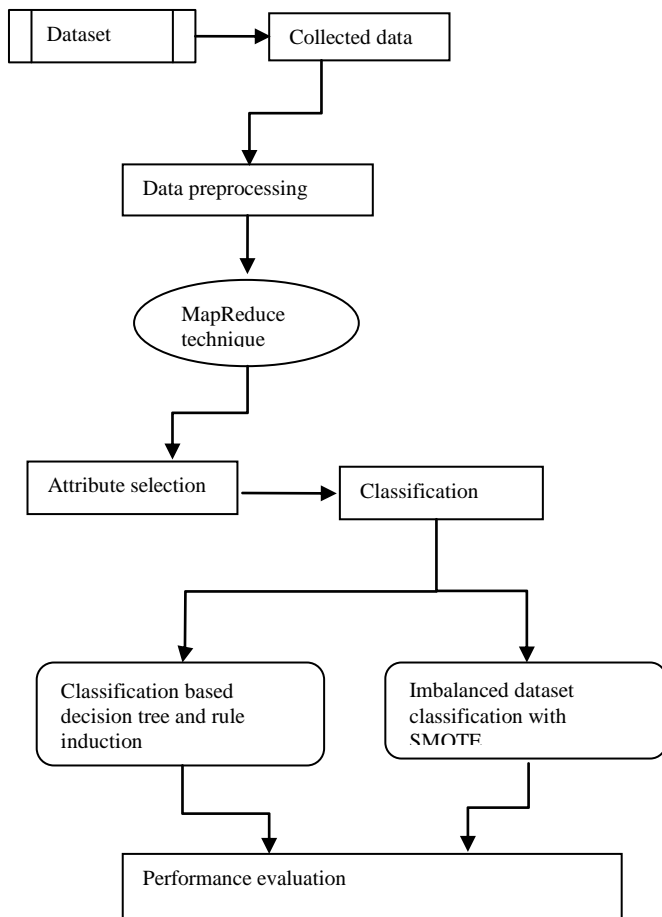 Dataset
Collected data
Data preprocessing
MapReduce
technique
Attribute selection
Classification
Classification based
decision tree and rule
induction
Imbalanced dataset
classification with
SMOTE
Performance evaluation